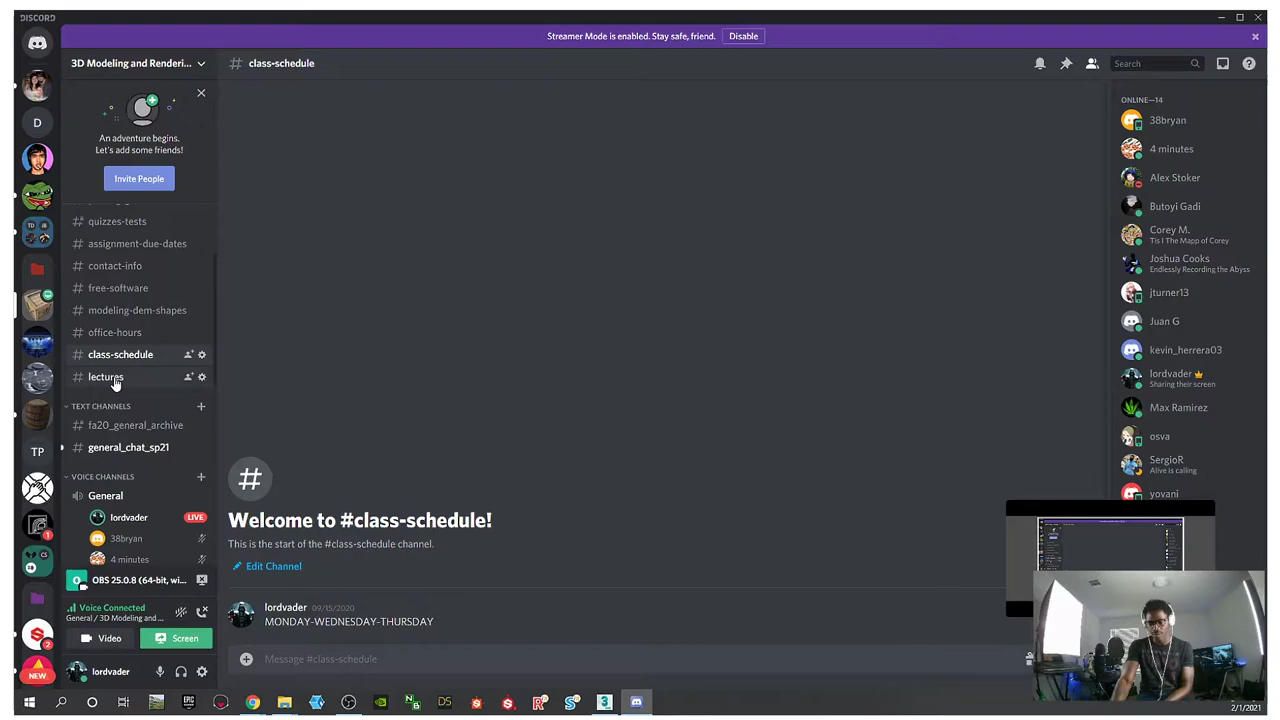 DISCORD
Streamer Mode is enabled. Stay safe, friend. Disable
3D Modeling and Renderi...
class-schedule
Search
An adventure begins.
Let's add some friends!
Invite People
quizzes-tests
assignment-due-dates
contact-info
free-software
modeling-dem-shapes
office-hours
class-schedule
lectures
TEXT CHANNELS
fa20_general_archive
general_chat_sp21
VOICE CHANNELS
General
lordvader LIVE
38bryan
4 minutes
OBS 25.0.8 (64-bit, wi...
Voice Connected
General / 3D Modeling and ...
Video Screen
lordvader
D
TP
CS
1
2
NEW
Welcome to #class-schedule!
This is the start of the #class-schedule channel.
Edit Channel
lordvader 09/15/2020
MONDAY-WEDNESDAY-THURSDAY
Message #class-schedule
ONLINE—14
38bryan
4 minutes
Alex Stoker
Butoyi Gadi
Corey M.
Tis I The Mapp of Corey
Joshua Cooks
Endlessly Recording the Abyss
jturner13
Juan G
kevin_herrera03
lordvader
Sharing their screen
Max Ramirez
osva
SergioR
Alive is calling
yovani
EPIC
NB
DS
3
2/1/2021